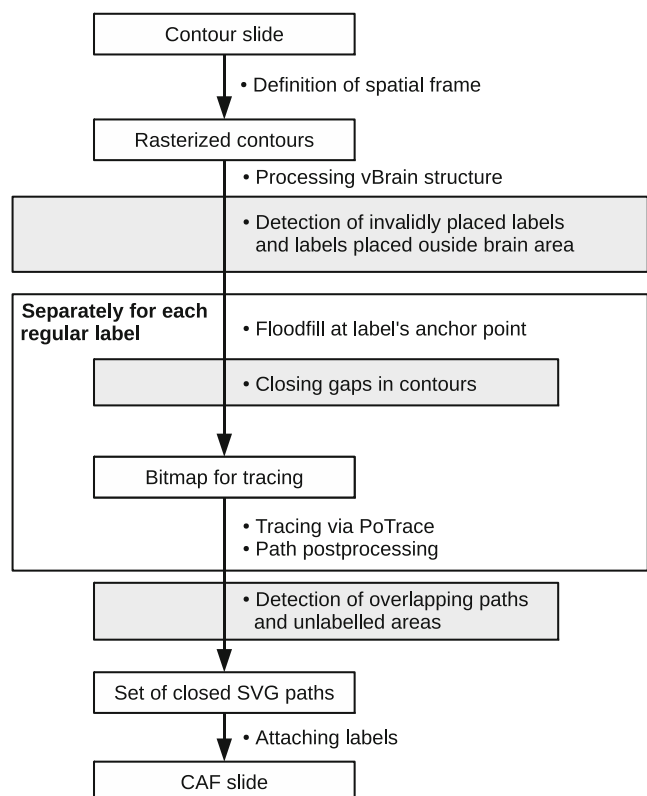 Contour slide
• Definition of spatial frame
Rasterized contours
• Processing vBrain structure
• Detection of invalidly placed labels
and labels placed ouside brain area
Separately for each
regular label
• Floodfill at label's anchor point
• Closing gaps in contours
Bitmap for tracing
• Tracing via PoTrace
• Path postprocessing
• Detection of overlapping paths
and unlabelled areas
Set of closed SVG paths
• Attaching labels
CAF slide